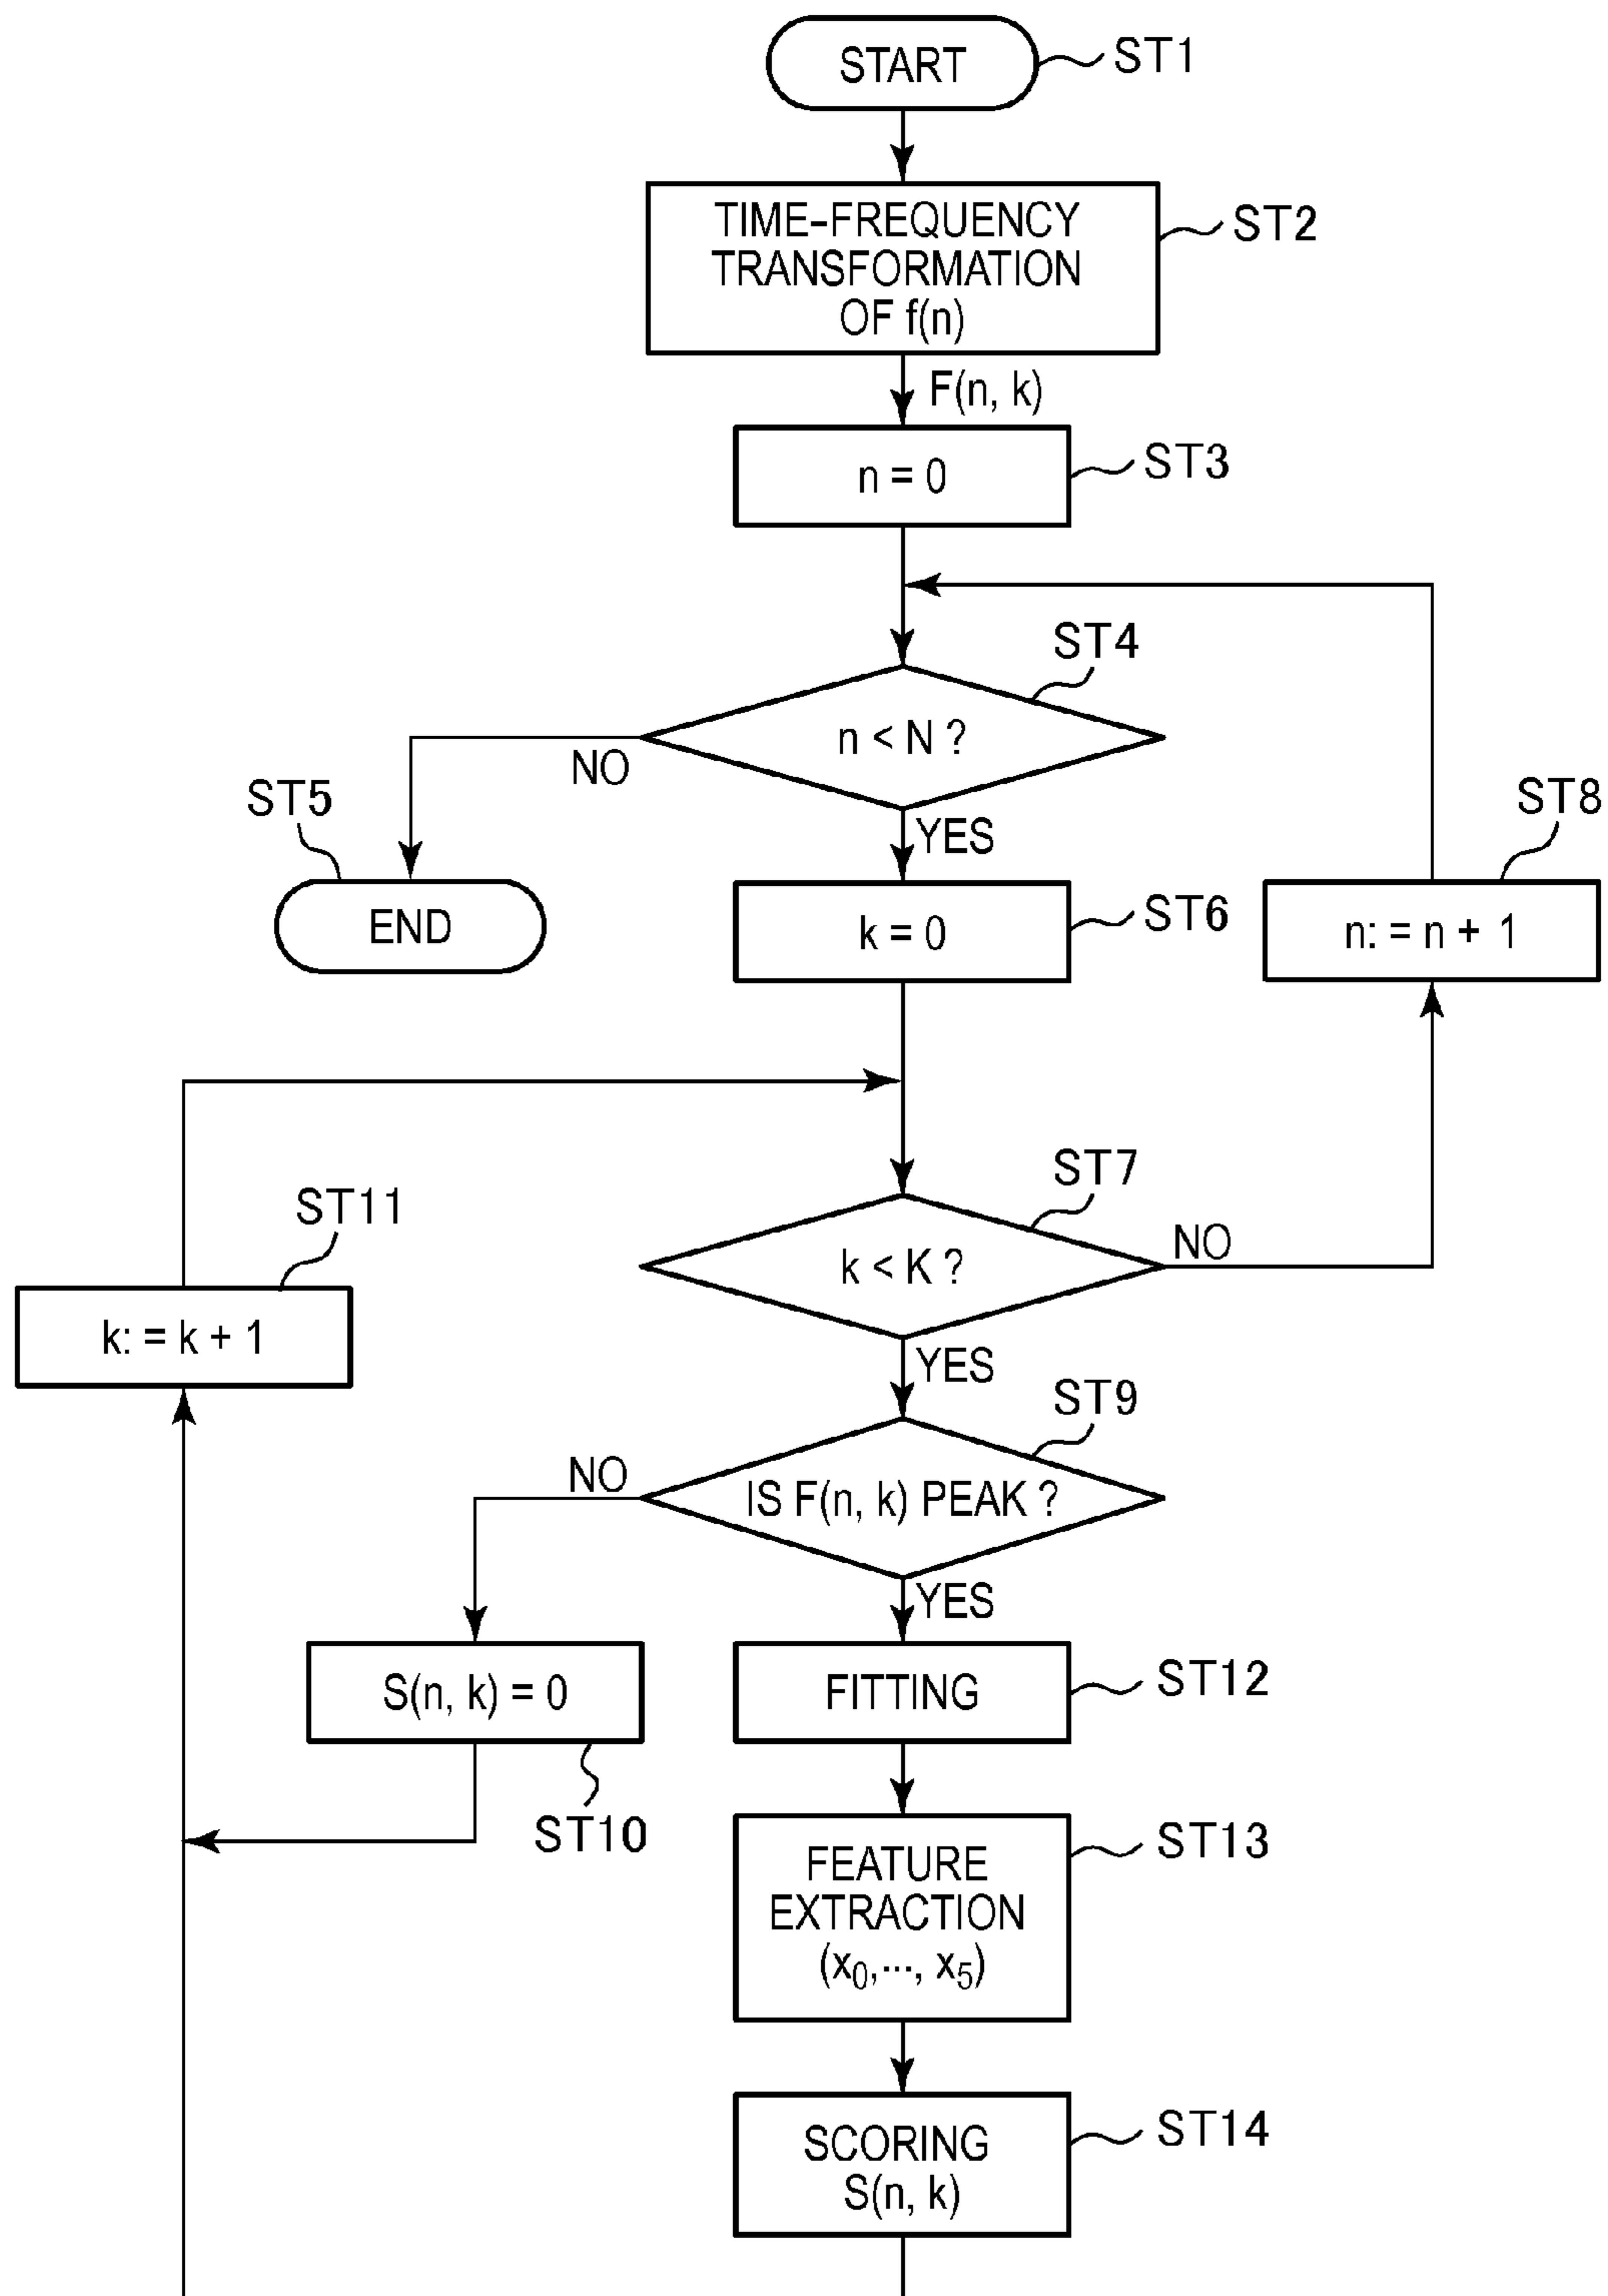 START
ST1
TIME-FREQUENCY
TRANSFORMATION
OF f(n)
ST2
F(n, k)
n = 0
ST3
ST4
n < N ?
NO
YES
ST5
END
k = 0
ST6
ST8
n: = n + 1
ST7
k < K ?
NO
YES
ST11
k: = k + 1
ST9
IS F(n, k) PEAK ?
NO
YES
S(n, k) = 0
ST10
FITTING
ST12
FEATURE
EXTRACTION
(x₀,···, x₅)
ST13
SCORING
S(n, k)
ST14